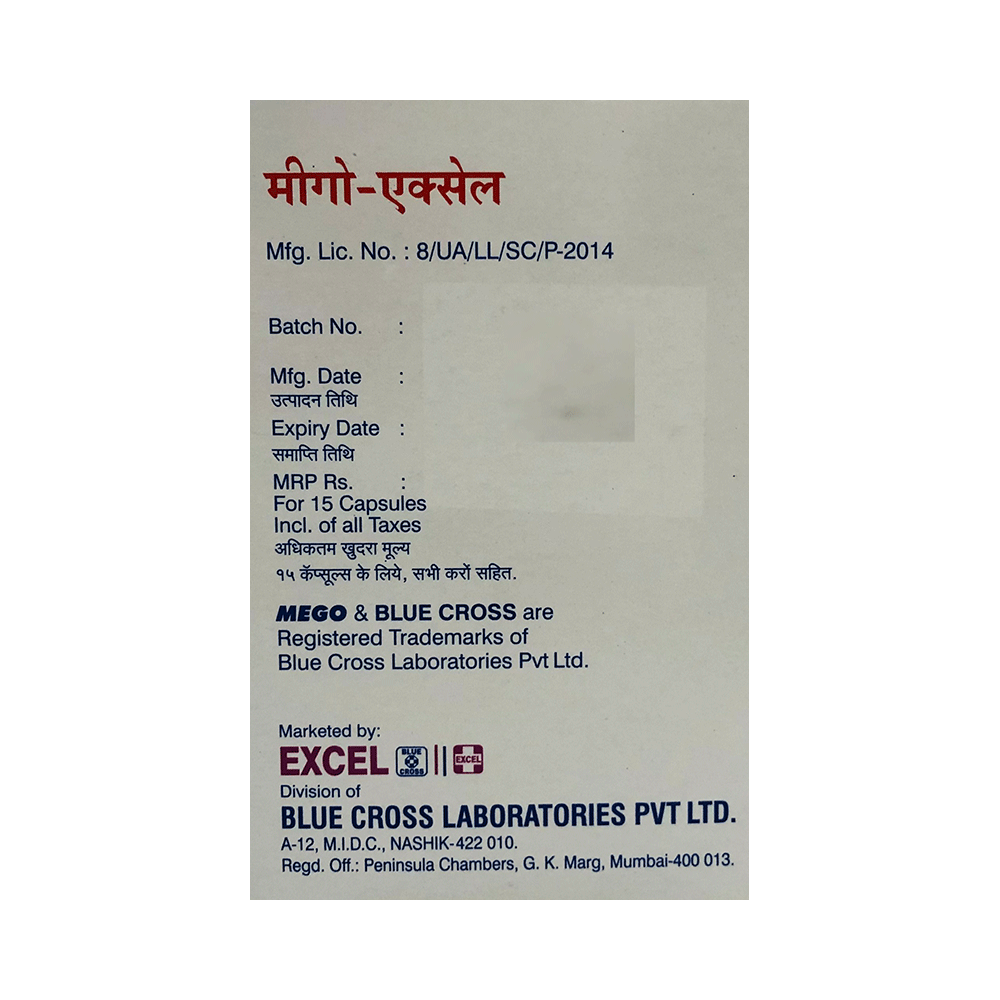 मीगो-एक्सेल
Mfg. Lic. No. : 8/UA/LL/SC/P-2014
Batch No. :
Mfg. Date :
उत्पादन तिथि
Expiry Date :
समाप्ति तिथि
MRP Rs. :
For 15 Capsules
Incl. of all Taxes
अधिकतम खुदरा मूल्य
१५ कॅप्सूल्स के लिये, सभी करों सहित.
MEGO & BLUE CROSS are
Registered Trademarks of
Blue Cross Laboratories Pvt Ltd.
Marketed by:
EXCEL BLUE CROSS EXCEL
Division of
BLUE CROSS LABORATORIES PVT LTD.
A-12, M.I.D.C., NASHIK-422 010.
Regd. Off.: Peninsula Chambers, G. K. Marg, Mumbai-400 013.